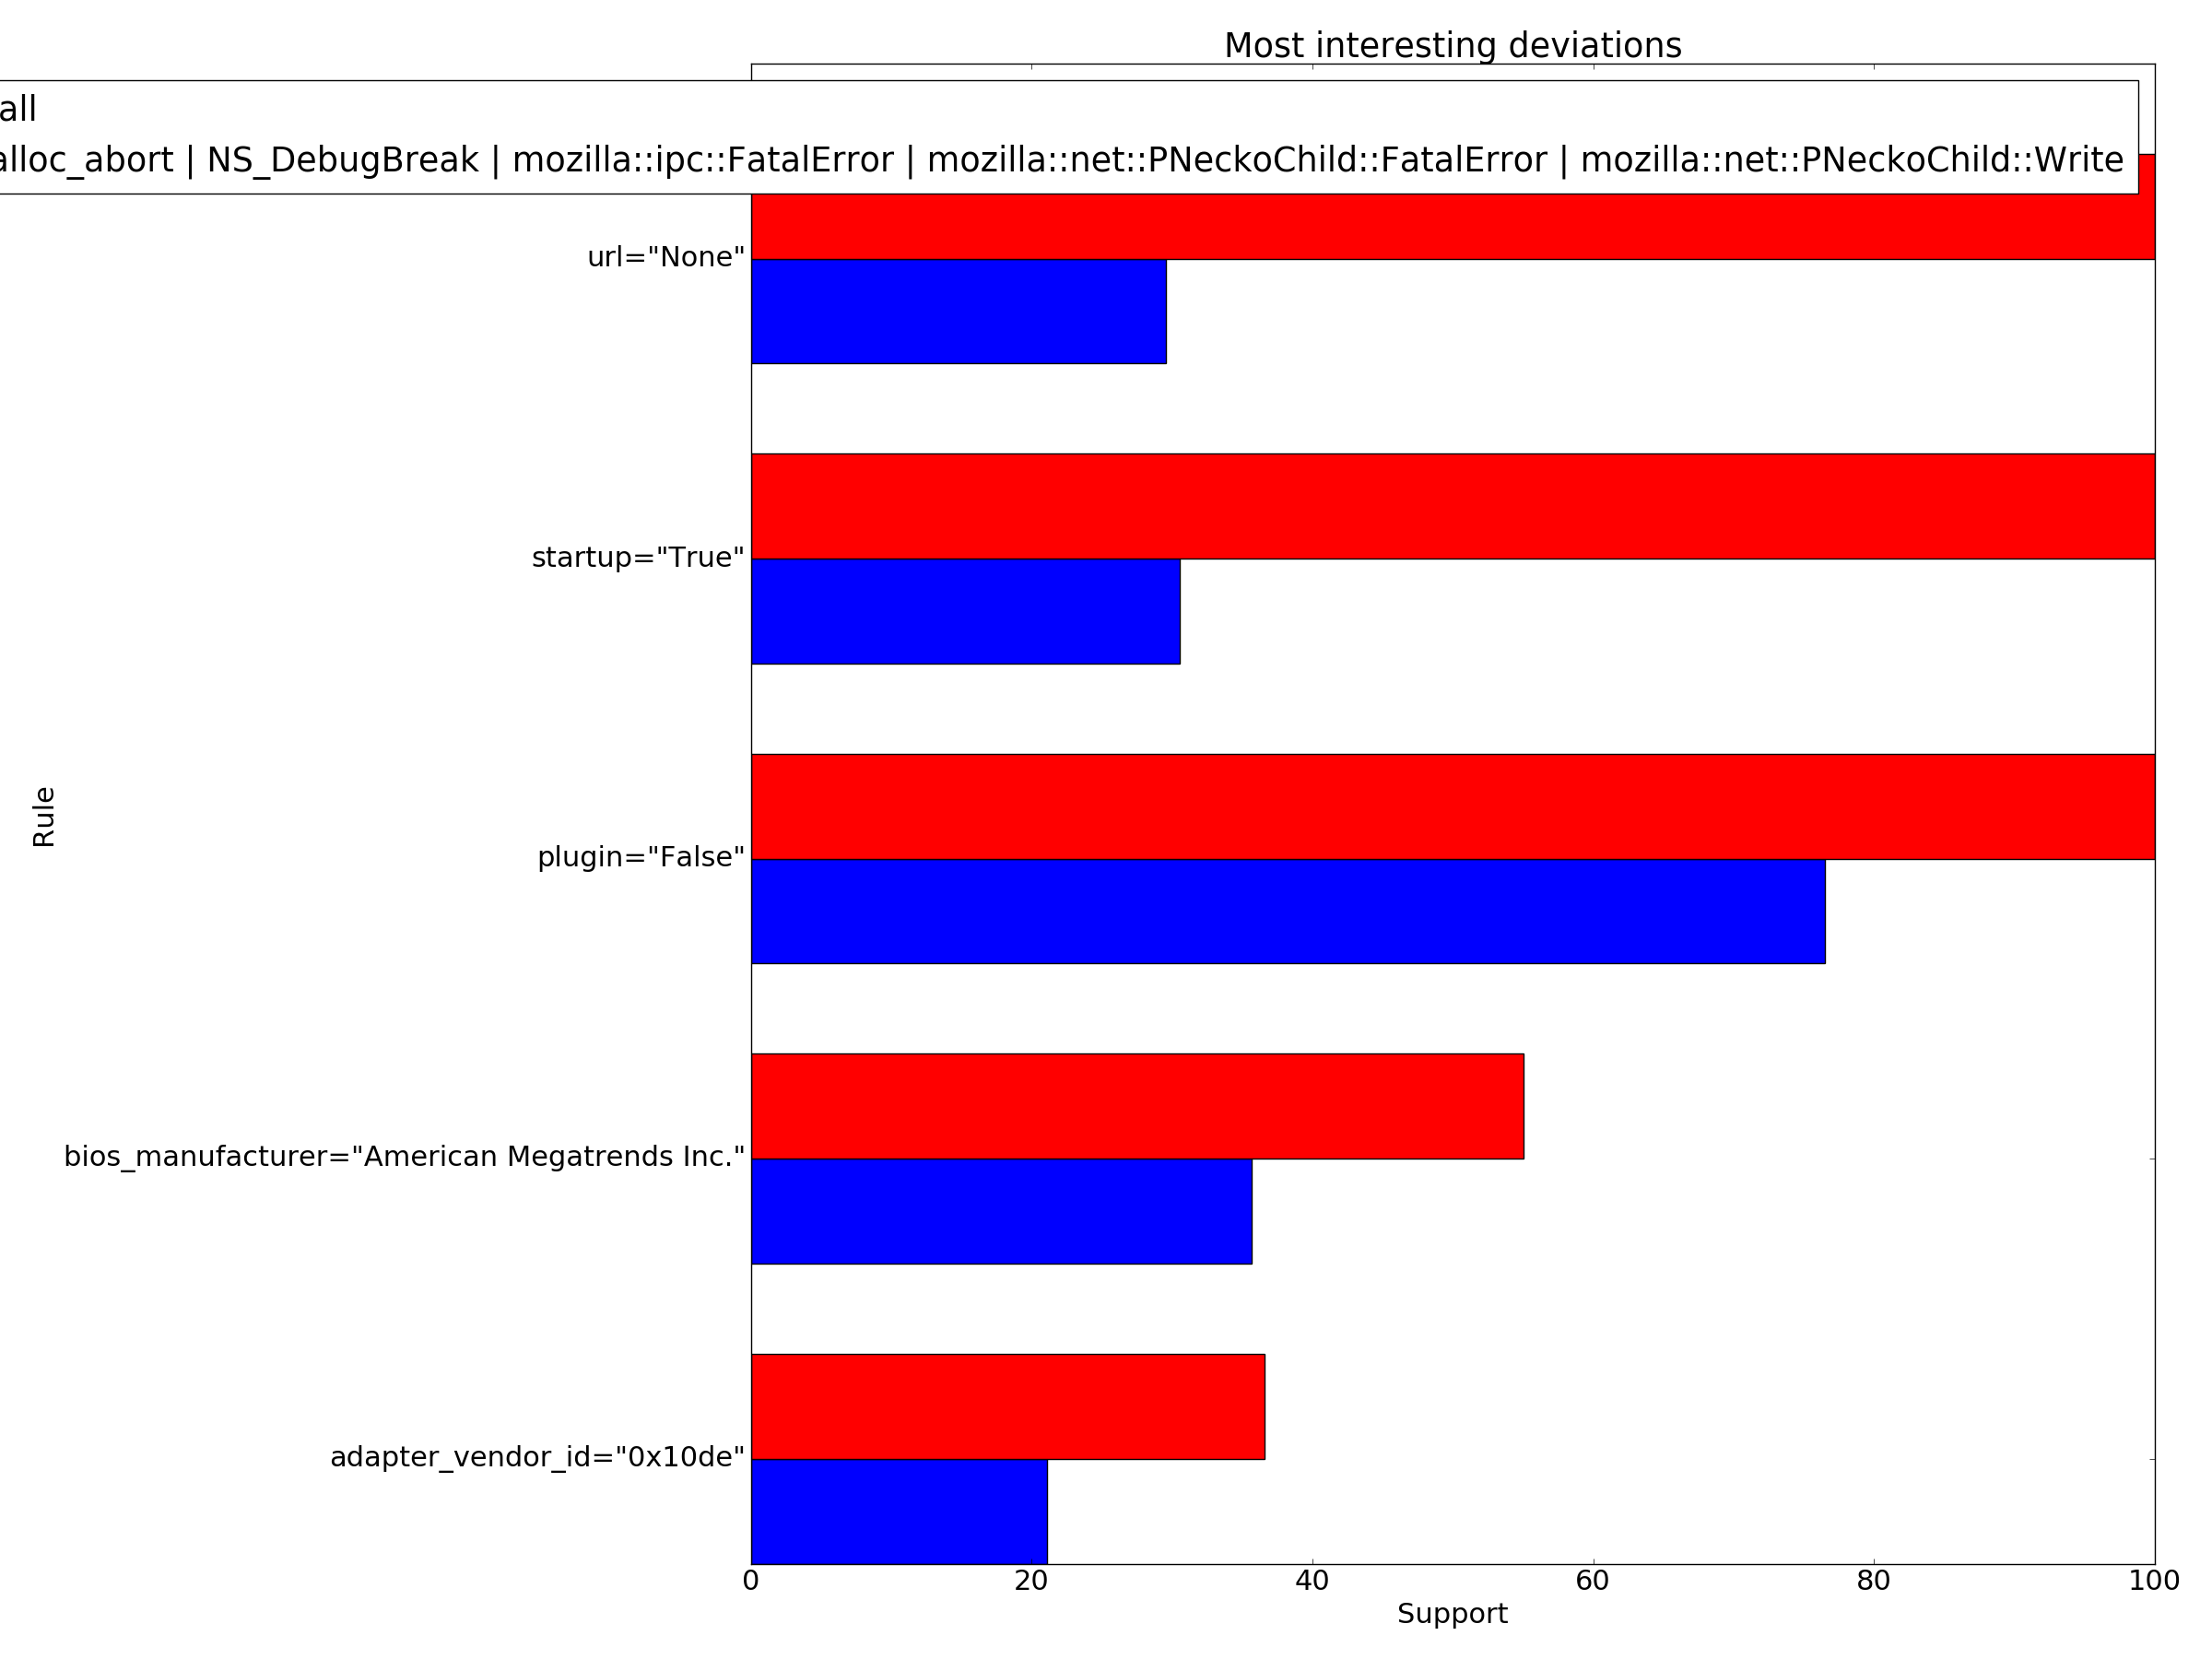 Most interesting deviations
all
alloc_abort | NS_DebugBreak | mozilla::ipc::FatalError | mozilla::net::PNeckoChild::FatalError | mozilla::net::PNeckoChild::Write
url="None"
startup="True"
plugin="False"
bios_manufacturer="American Megatrends Inc."
adapter_vendor_id="0x10de"
Rule
0 20 40 60 80 100
Support